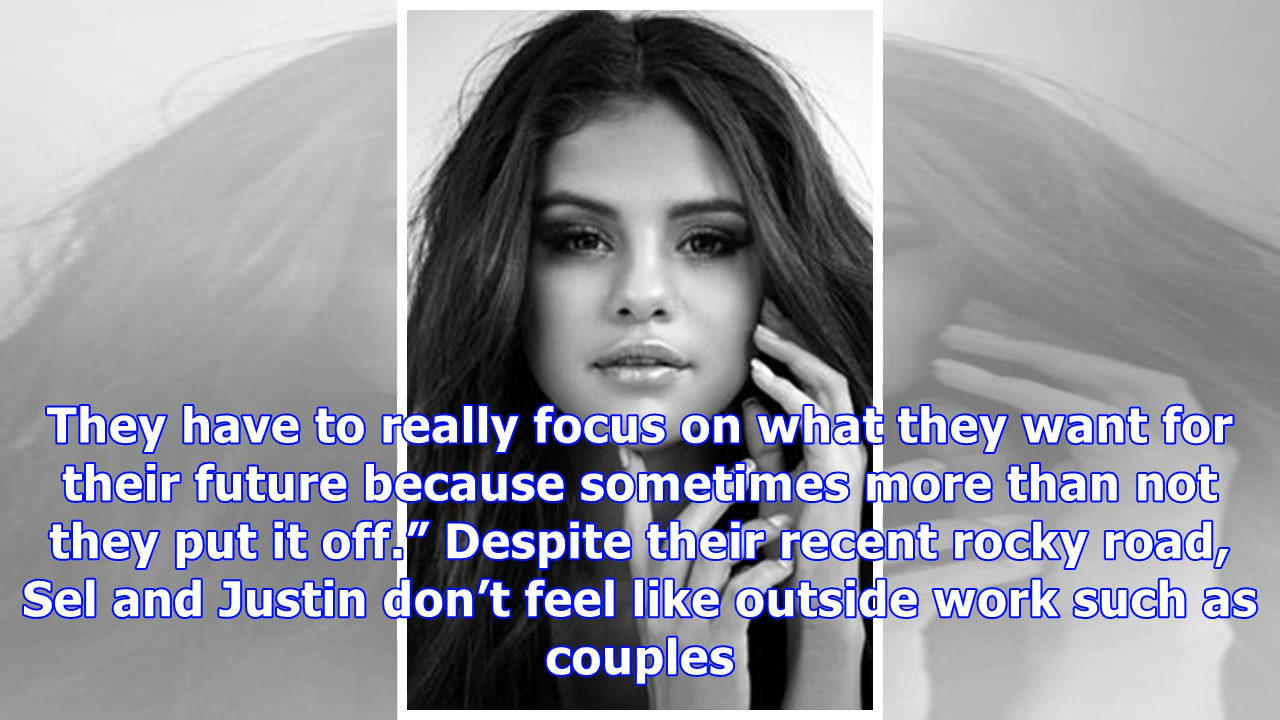 They have to really focus on what they want for
their future because sometimes more than not
they put it off.” Despite their recent rocky road,
Sel and Justin don’t feel like outside work such as
couples